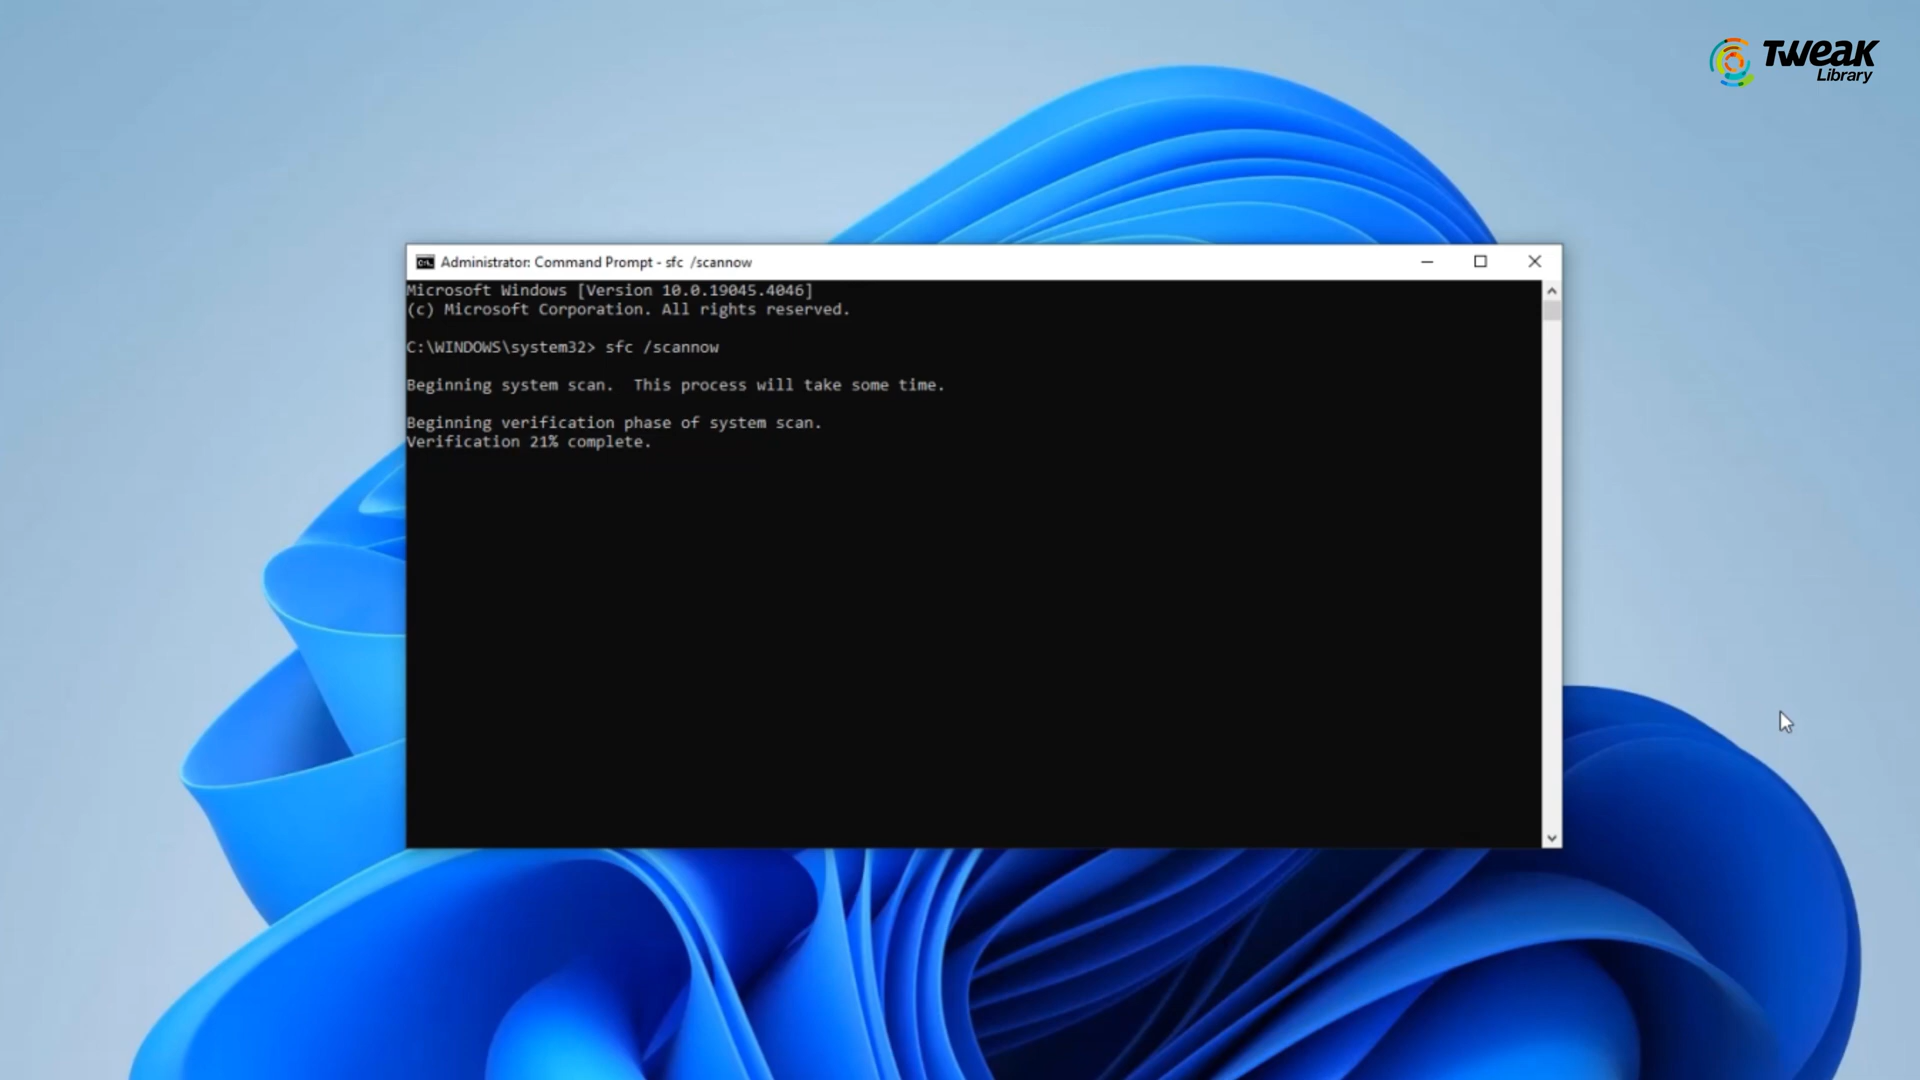 TWEAK
Library
Administrator: Command Prompt - sfc /scannow
Microsoft Windows [Version 10.0.19045.4046]
(c) Microsoft Corporation. All rights reserved.
C:\WINDOWS\system32> sfc /scannow
Beginning system scan.  This process will take some time.
Beginning verification phase of system scan.
Verification 21% complete.